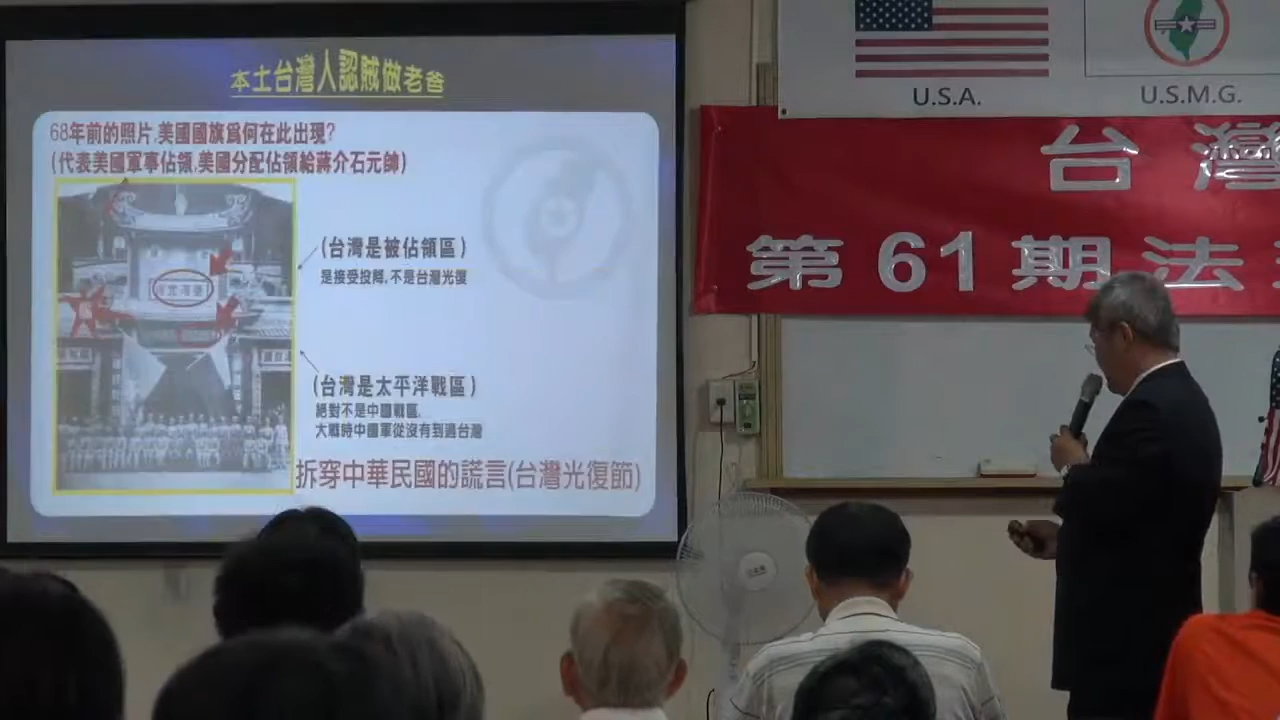 本土台灣人認賊做老爸
68年前的照片,美國國旗為何在此出現?
(代表美國軍事佔領,美國分配佔領給蔣介石元帥)
(台灣是被佔領區)
是接受投降,不是台灣光復
(台灣是太平洋戰區)
絕對不是中國戰區,
大戰時中國軍從沒有到過台灣
拆穿中華民國的謊言(台灣光復節)
U.S.A.
U.S.M.G.
台灣
第61期法